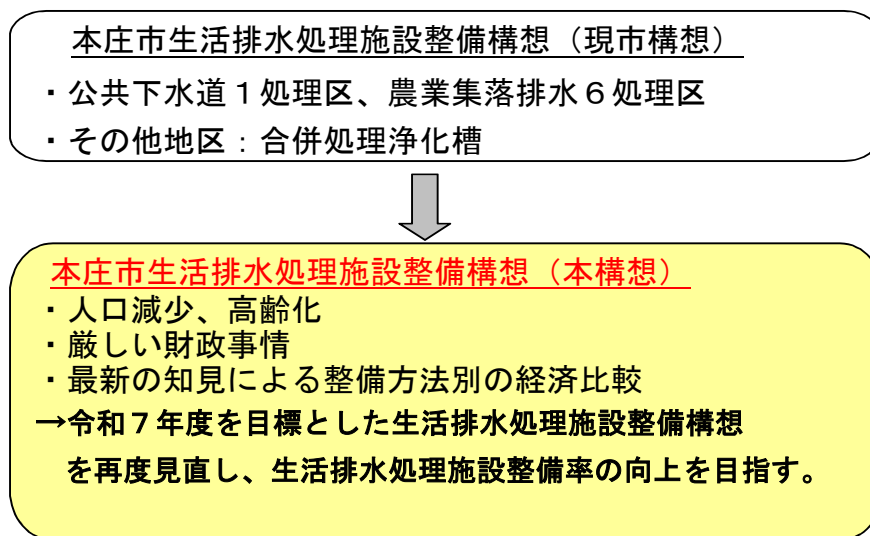 本庄市生活排水処理施設整備構想（現市構想）
・公共下水道１処理区、農業集落排水６処理区
・その他地区：合併処理浄化槽
本庄市生活排水処理施設整備構想（本構想）
・人口減少、高齢化
・厳しい財政事情
・最新の知見による整備方法別の経済比較
→令和７年度を目標とした生活排水処理施設整備構想
を再度見直し、生活排水処理施設整備率の向上を目指す。